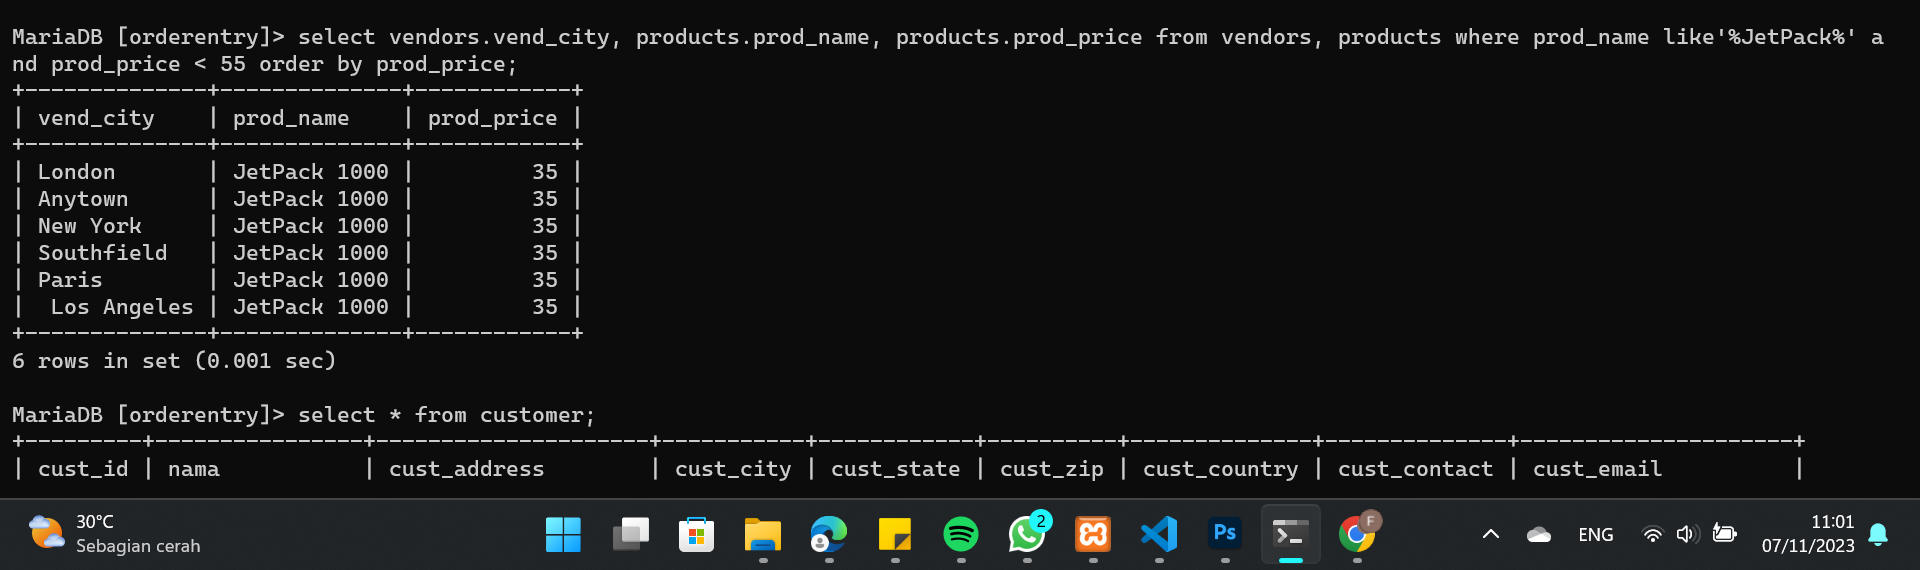 MariaDB [orderentry]> select vendors.vend_city, products.prod_name, products.prod_price from vendors, products where prod_name like'%JetPack%' a
nd prod_price < 55 order by prod_price;
+---------------+--------------+------------+
| vend_city    | prod_name    | prod_price |
+---------------+--------------+------------+
| London       | JetPack 1000 |         35 |
| Anytown      | JetPack 1000 |         35 |
| New York     | JetPack 1000 |         35 |
| Southfield   | JetPack 1000 |         35 |
| Paris        | JetPack 1000 |         35 |
|  Los Angeles | JetPack 1000 |         35 |
+---------------+--------------+------------+
6 rows in set (0.001 sec)
MariaDB [orderentry]> select * from customer;
+---------+----------------+---------------------+-----------+------------+----------+--------------+--------------+---------------------+
| cust_id | nama           | cust_address        | cust_city | cust_state | cust_zip | cust_country | cust_contact | cust_email          |
30°C
Sebagian cerah
2
Ps
F
ENG
11:01
07/11/2023